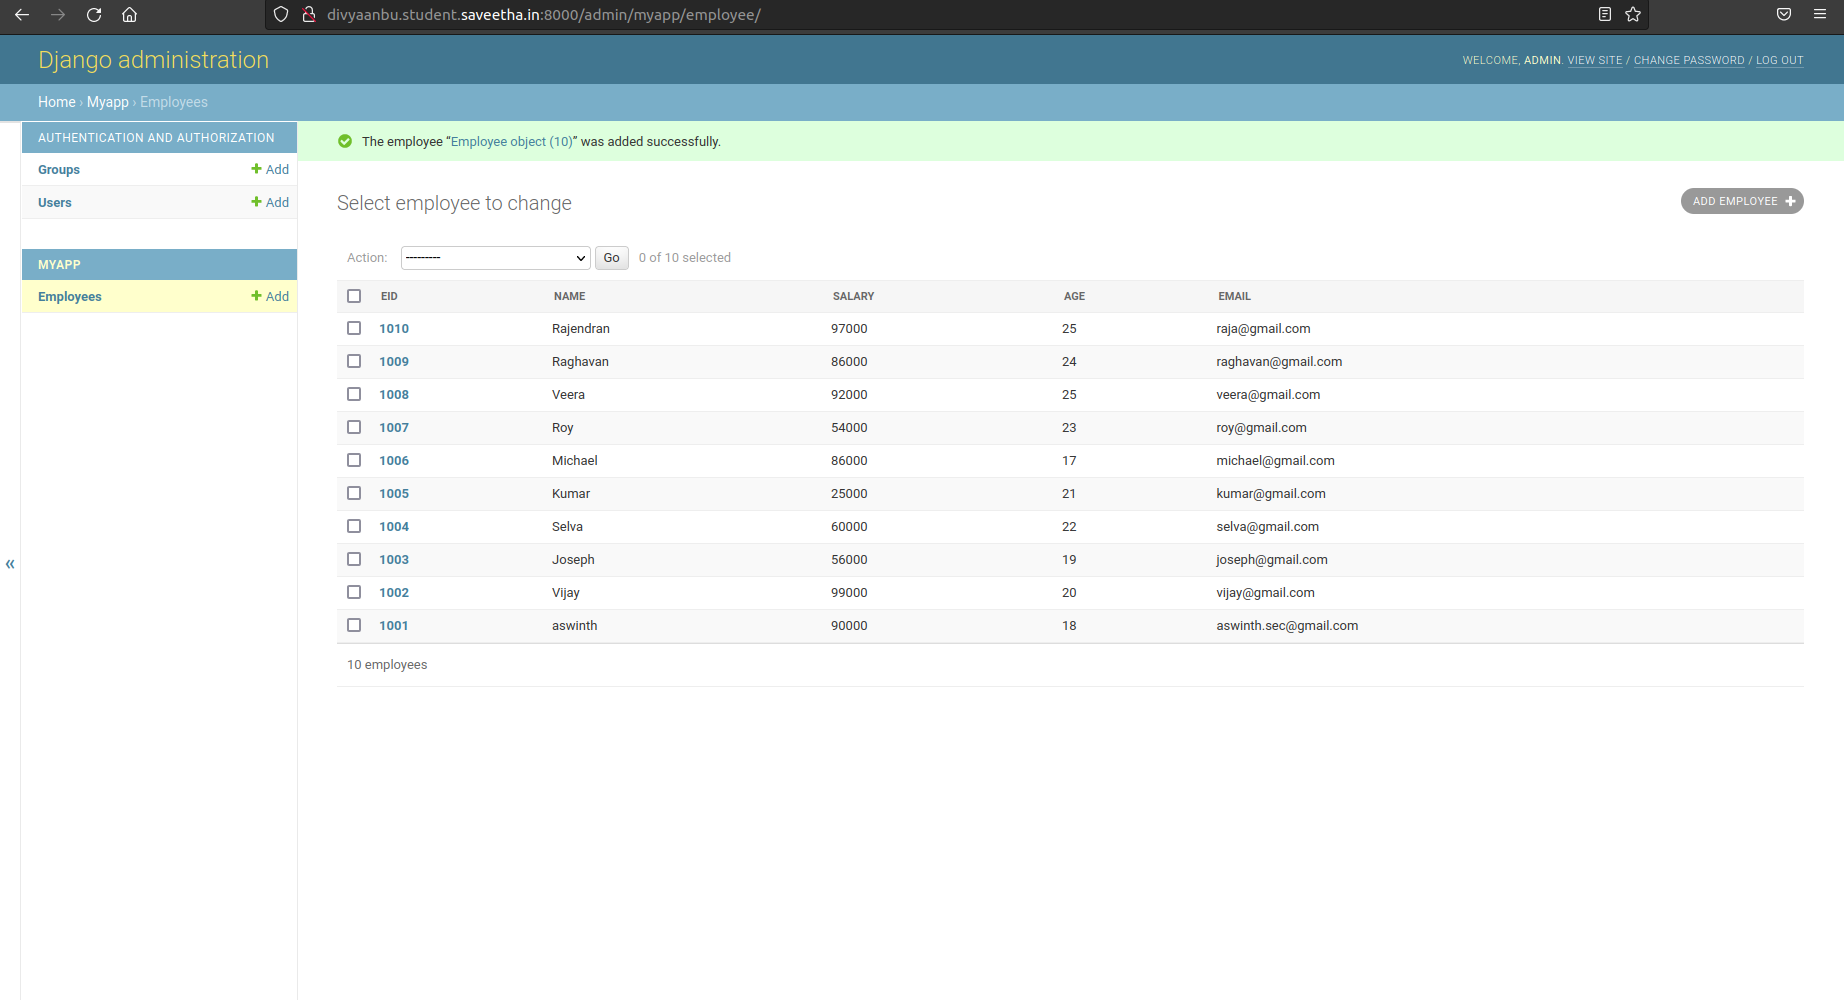 divyaanbu.student.saveetha.in:8000/admin/myapp/employee/
Django administration
WELCOME, ADMIN. VIEW SITE / CHANGE PASSWORD / LOG OUT
Home › Myapp › Employees
AUTHENTICATION AND AUTHORIZATION
Groups + Add
Users + Add
MYAPP
Employees + Add
«
The employee “Employee object (10)” was added successfully.
Select employee to change
ADD EMPLOYEE +
Action: --------- Go 0 of 10 selected
EID NAME SALARY AGE EMAIL
1010 Rajendran 97000 25 raja@gmail.com
1009 Raghavan 86000 24 raghavan@gmail.com
1008 Veera 92000 25 veera@gmail.com
1007 Roy 54000 23 roy@gmail.com
1006 Michael 86000 17 michael@gmail.com
1005 Kumar 25000 21 kumar@gmail.com
1004 Selva 60000 22 selva@gmail.com
1003 Joseph 56000 19 joseph@gmail.com
1002 Vijay 99000 20 vijay@gmail.com
1001 aswinth 90000 18 aswinth.sec@gmail.com
10 employees